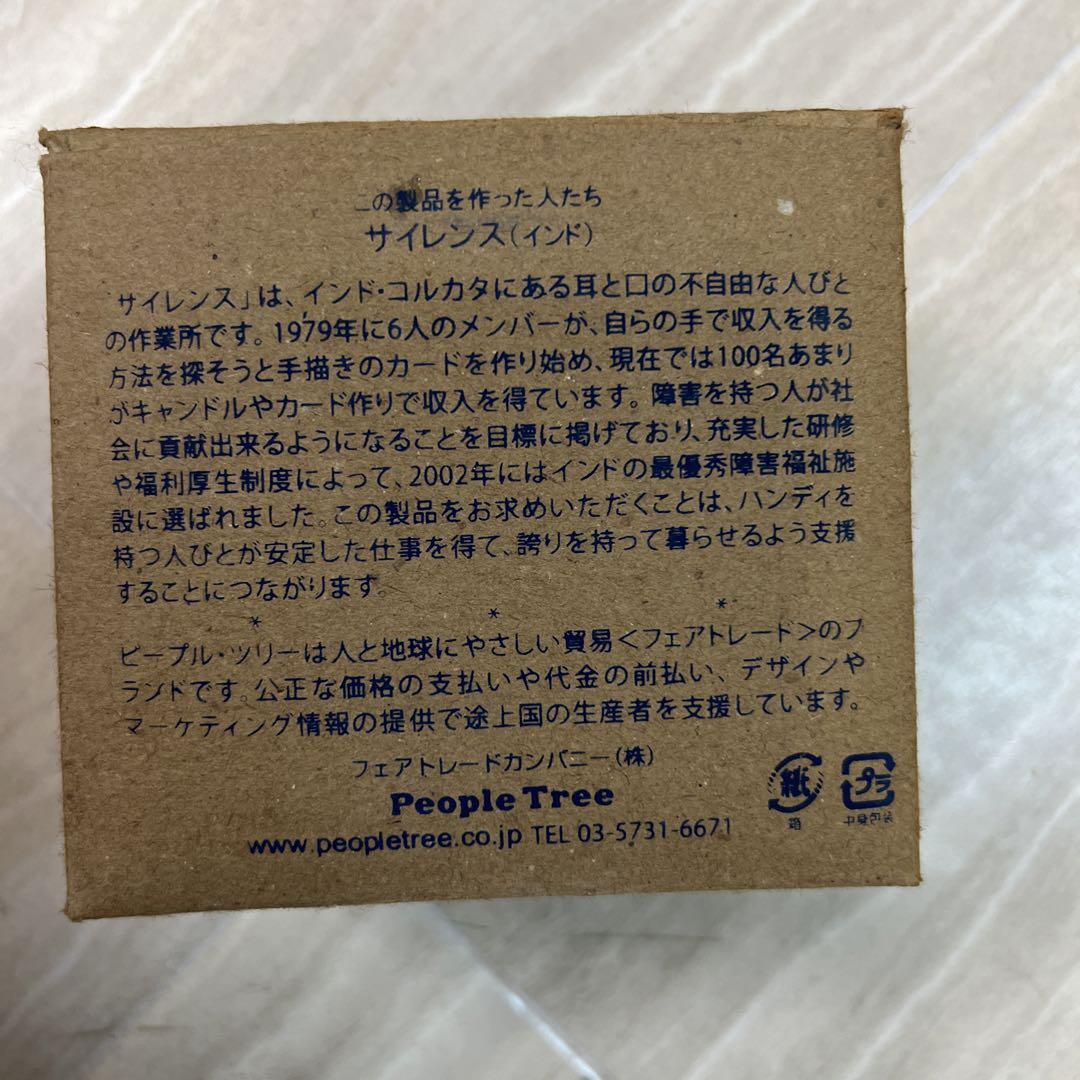 この製品を作った人たち
サイレンス(インド)
「サイレンス」は、インド・コルカタにある耳と口の不自由な人びと
の作業所です。1979年に6人のメンバーが、自らの手で収入を得る
方法を探そうと手描きのカードを作り始め、現在では100名あまり
がキャンドルやカード作りで収入を得ています。障害を持つ人が社
会に貢献出来るようになることを目標に掲げており、充実した研修
や福利厚生制度によって、2002年にはインドの最優秀障害福祉施
設に選ばれました。この製品をお求めいただくことは、ハンディを
持つ人びとが安定した仕事を得て、誇りを持って暮らせるよう支援
することにつながります。
* * *
ピープル・ツリーは人と地球にやさしい貿易<フェアトレード>のブ
ランドです。公正な価格の支払いや代金の前払い、デザインや
マーケティング情報の提供で途上国の生産者を支援しています。
フェアトレードカンパニー(株)
People Tree
www.peopletree.co.jp TEL 03-5731-6671
紙 プラ
箱 中身包装